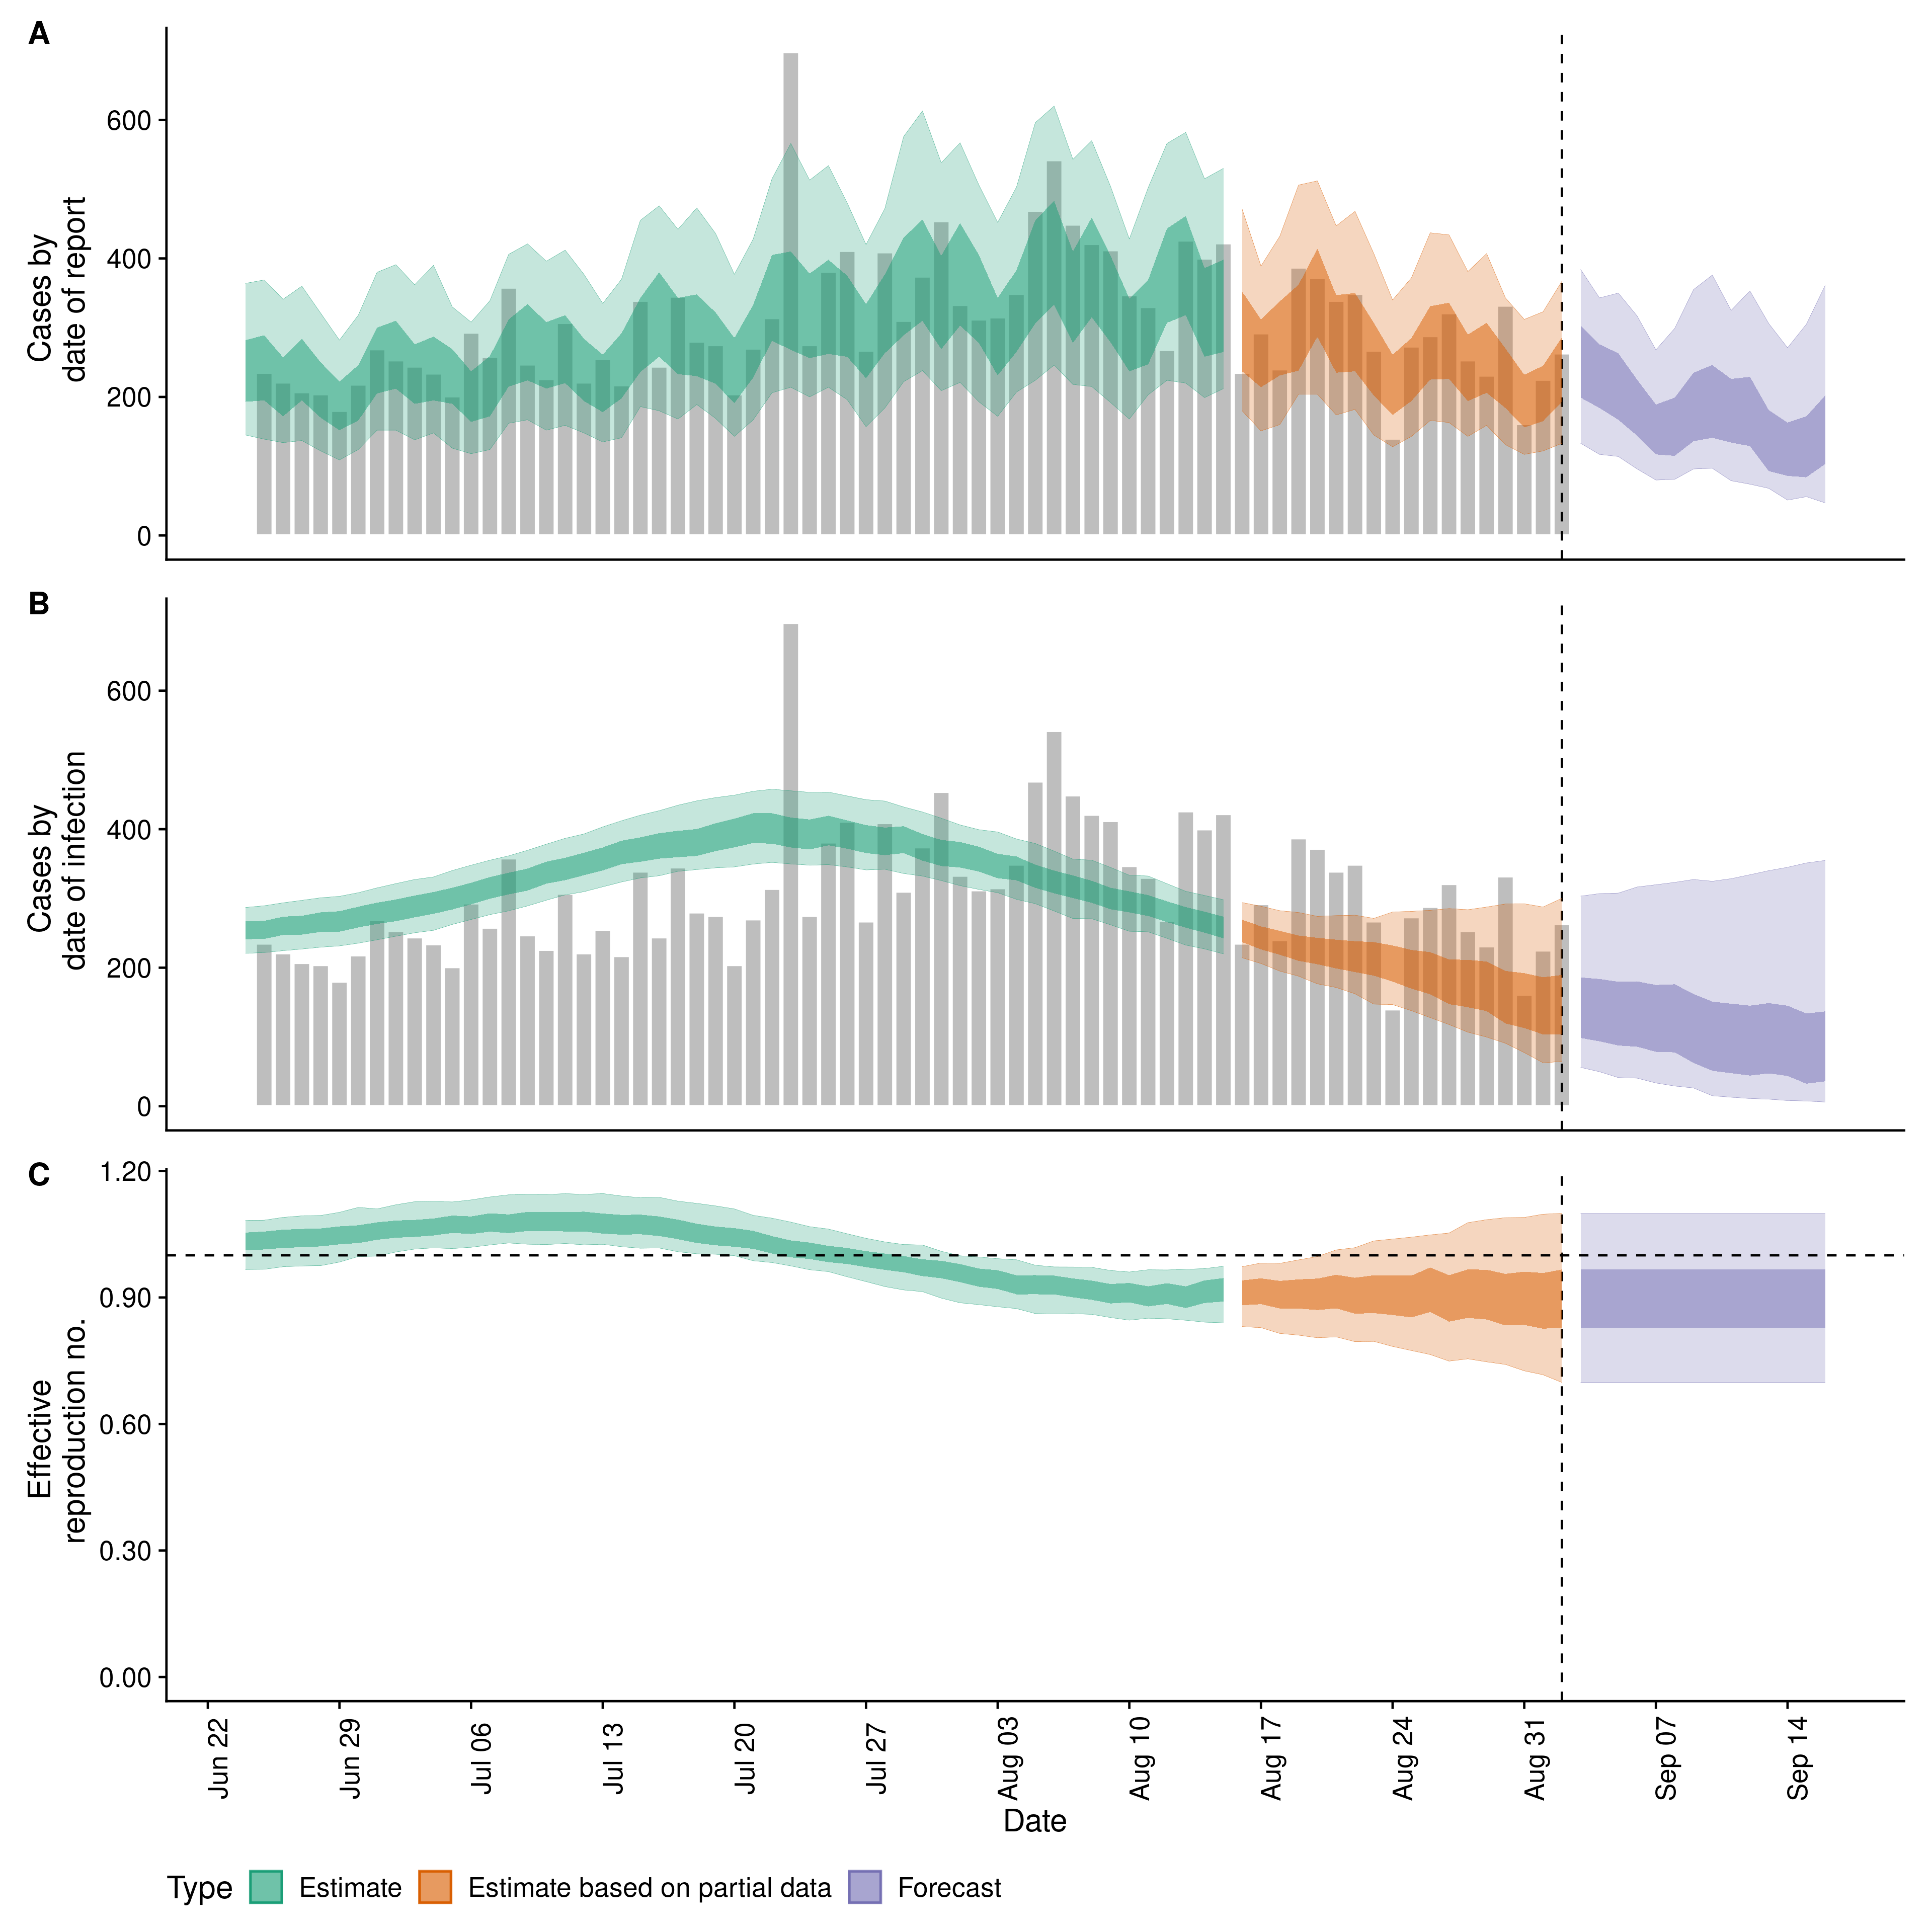 A
Cases by
date of report
600
400
200
0
B
Cases by
date of infection
600
400
200
0
C
Effective
reproduction no.
1.20
0.90
0.60
0.30
0.00
Jun 22
Jun 29
Jul 06
Jul 13
Jul 20
Jul 27
Aug 03
Aug 10
Aug 17
Aug 24
Aug 31
Sep 07
Sep 14
Date
Type Estimate Estimate based on partial data Forecast